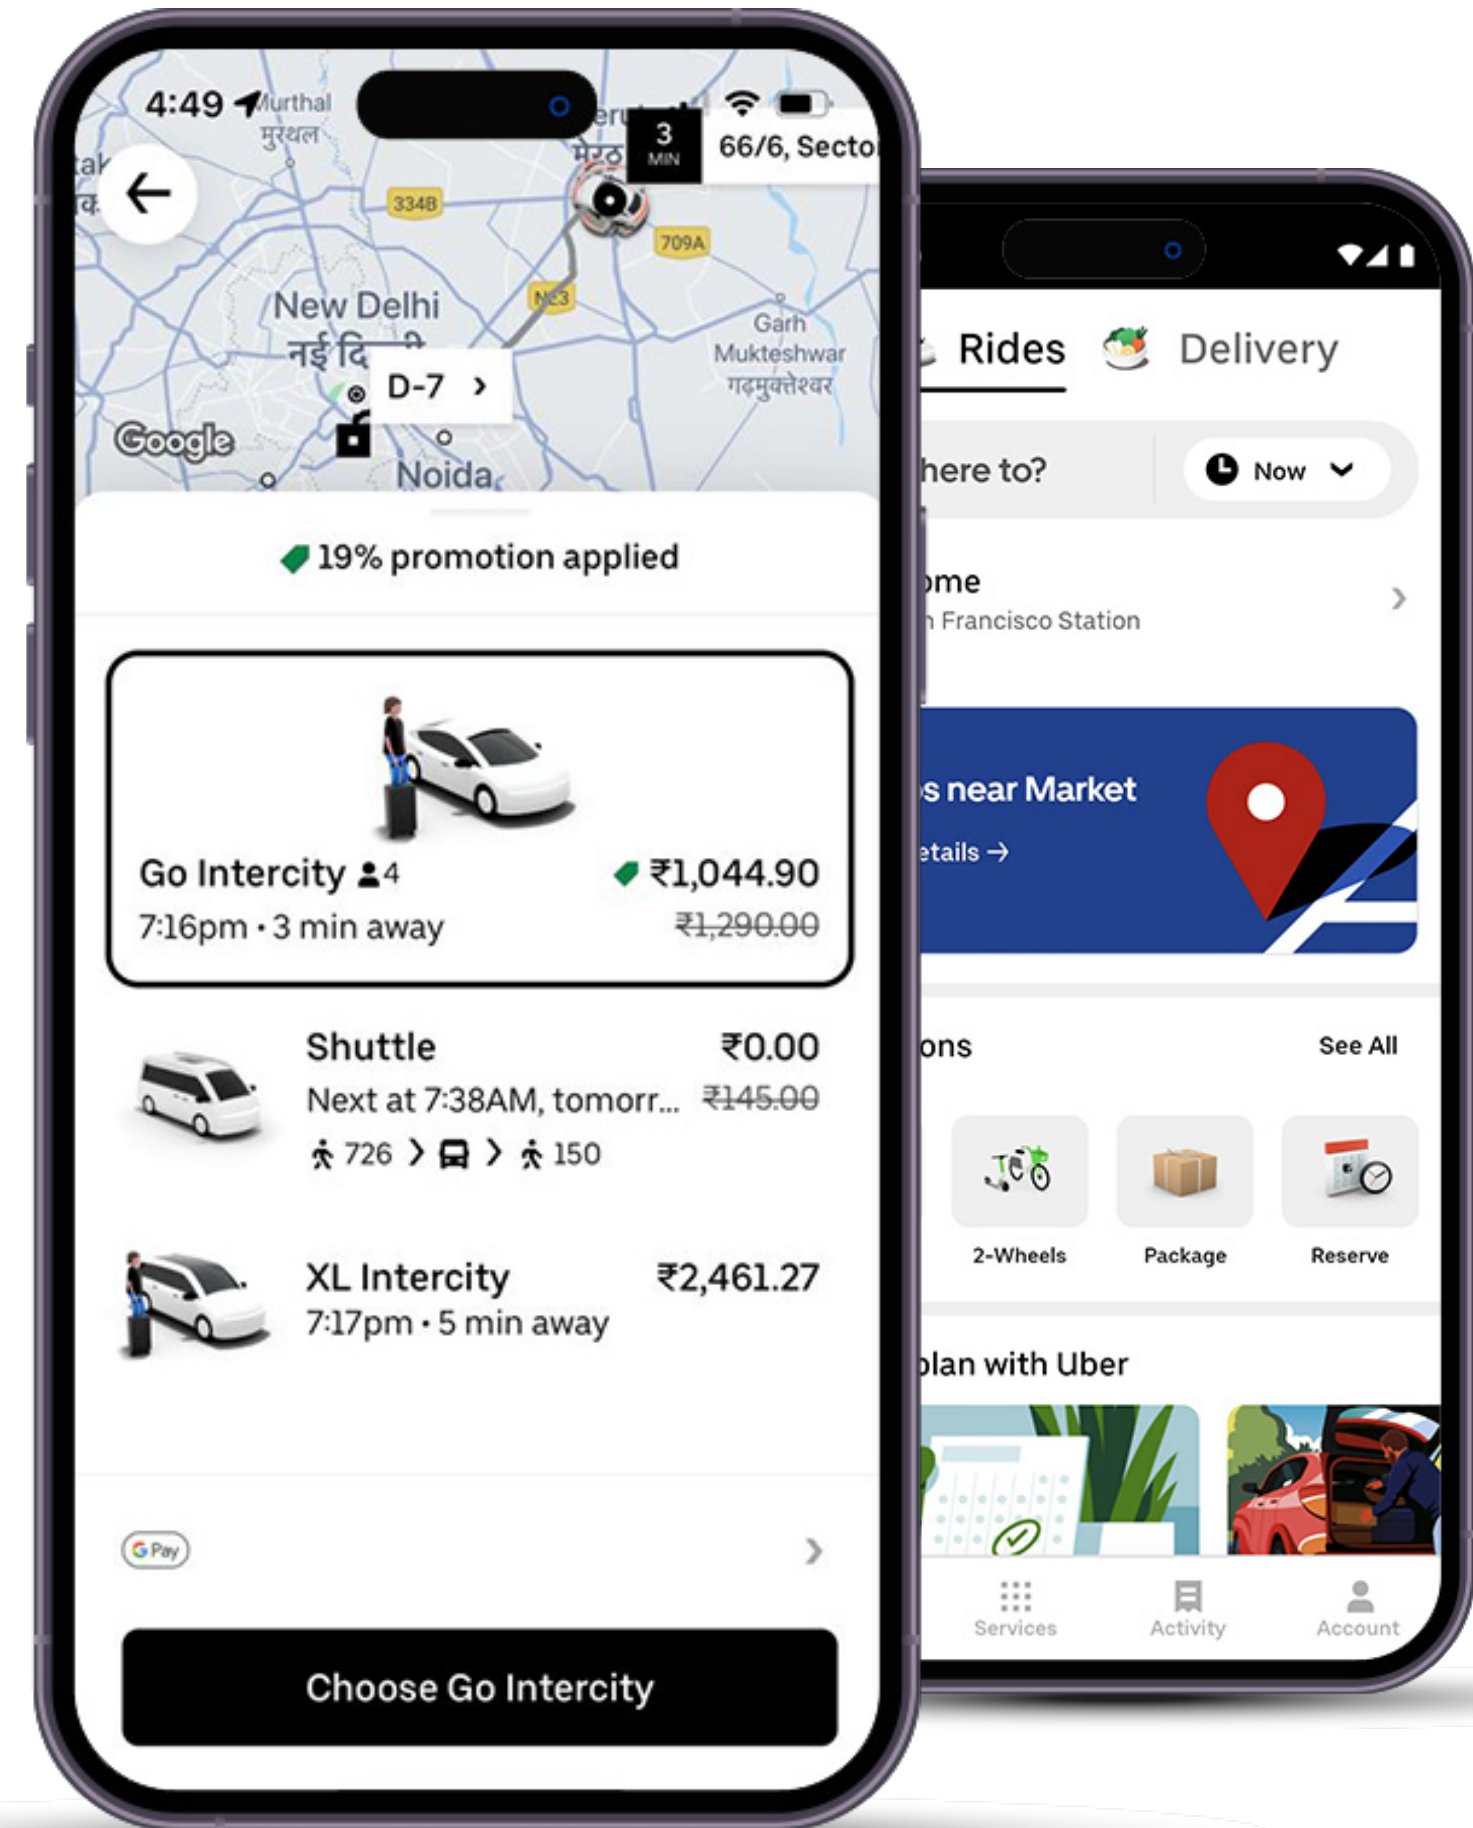 4:49
Murthal
मुरथल
मेरठ
3
MIN
66/6, Secto
334B
709A
New Delhi
नई
D-7
Garh
Mukteshwar
गढ़मुक्तेश्वर
Google
Noida
19% promotion applied
Go Intercity 4
₹1,044.90
7:16pm • 3 min away
₹1,290.00
Shuttle
₹0.00
Next at 7:38AM, tomorr...
₹145.00
726 > > 150
XL Intercity
₹2,461.27
7:17pm • 5 min away
G Pay
Choose Go Intercity
Rides
Delivery
here to?
Now
ome
n Francisco Station
s near Market
etails →
ons
See All
2-Wheels
Package
Reserve
plan with Uber
Services
Activity
Account